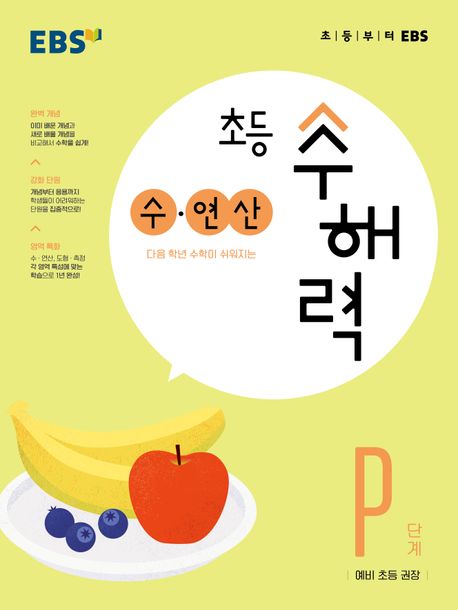 EBS
초등부터 EBS
완벽 개념
이미 배운 개념과
새로 배울 개념을
비교해서 수학을 쉽게!
강화 단원
개념부터 응용까지
학생들이 어려워하는
단원을 집중적으로!
영역 특화
수·연산, 도형·측정
각 영역 특성에 맞는
학습으로 1년 완성!
초등
수해력
수·연산
다음 학년 수학이 쉬워지는
P
단계
예비 초등 권장